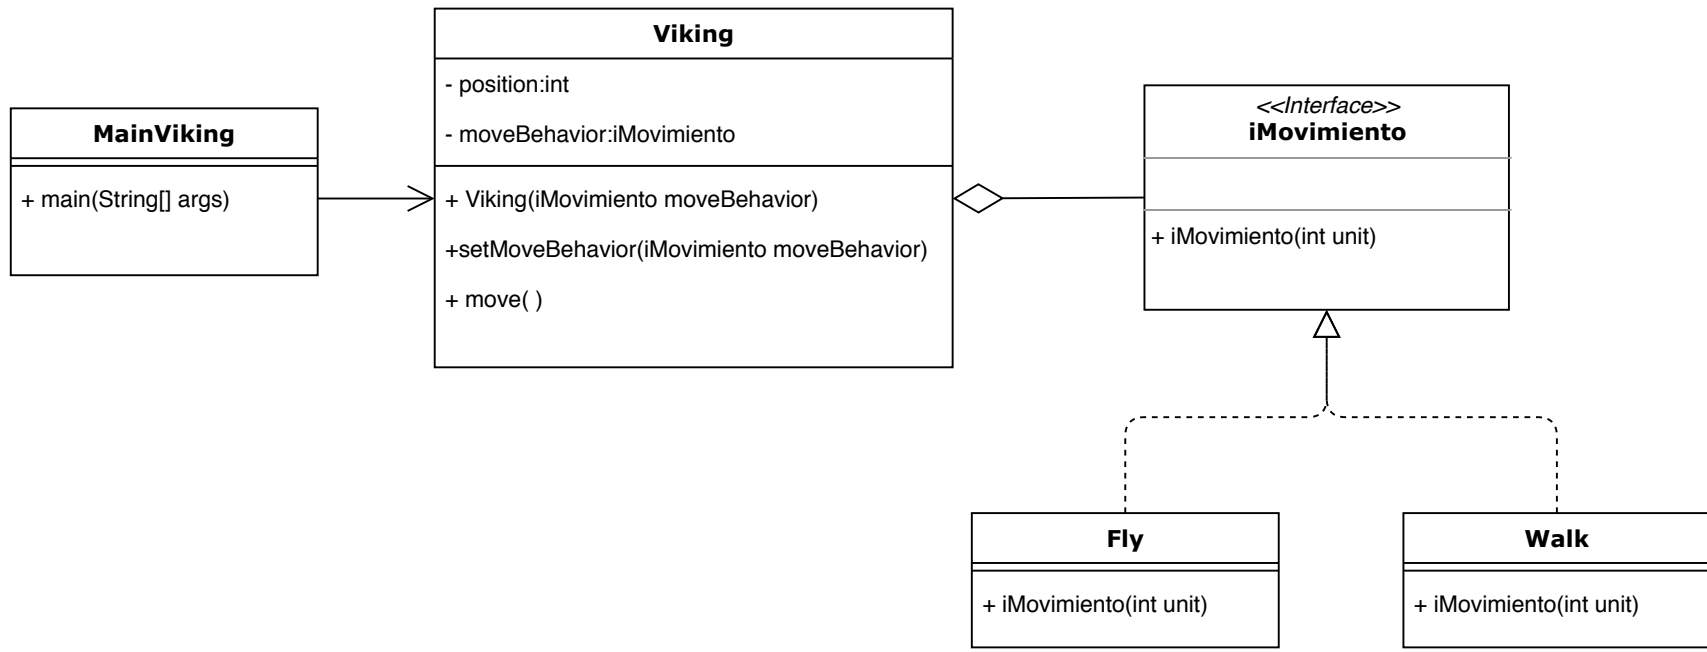 MainViking
+ main(String[] args)
Viking
- position:int
- moveBehavior:iMovimiento
+ Viking(iMovimiento moveBehavior)
+setMoveBehavior(iMovimiento moveBehavior)
+ move( )
<<Interface>>
iMovimiento
+ iMovimiento(int unit)
Fly
+ iMovimiento(int unit)
Walk
+ iMovimiento(int unit)